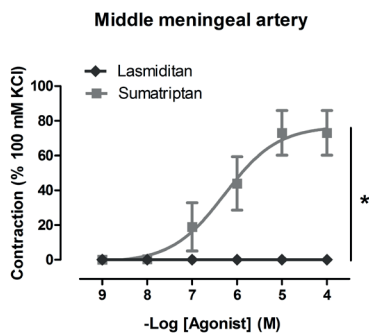 Middle meningeal artery
Lasmiditan
Sumatriptan
Contraction (% 100 mM KCl)
100
80
60
40
20
0
*
9 8 7 6 5 4
-Log [Agonist] (M)